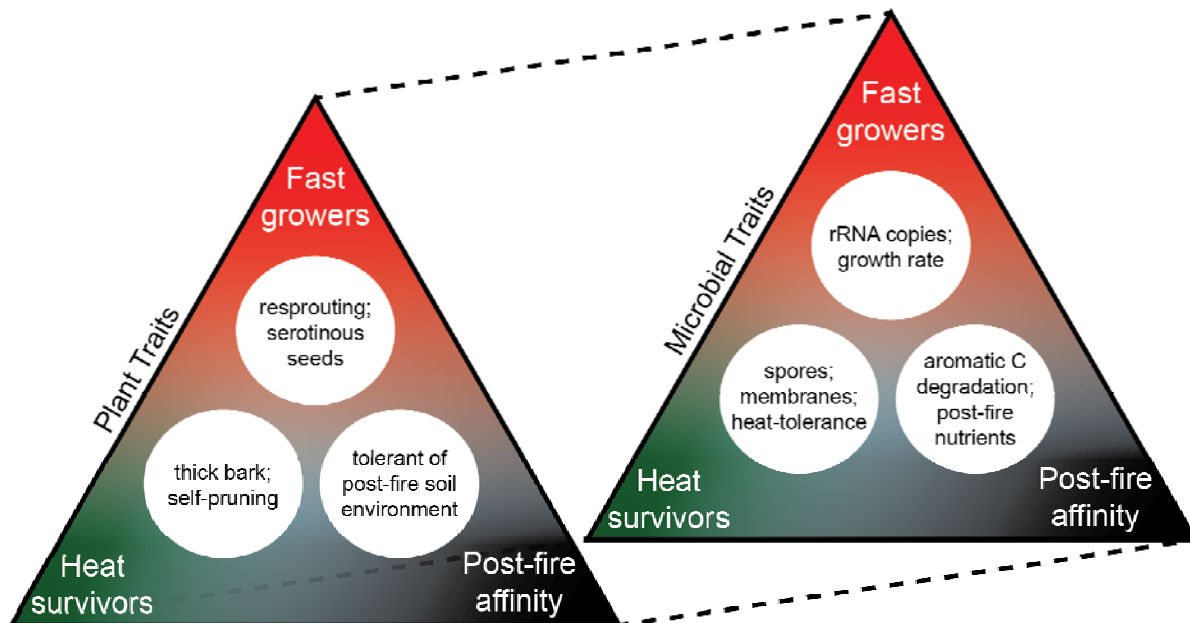 Plant Traits
Fast
growers
resprouting;
serotinous
seeds
thick bark;
self-pruning
tolerant of
post-fire soil
environment
Heat
survivors
Post-fire
affinity
Microbial Traits
Fast
growers
rRNA copies;
growth rate
spores;
membranes;
heat-tolerance
aromatic C
degradation;
post-fire
nutrients
Heat
survivors
Post-fire
affinity